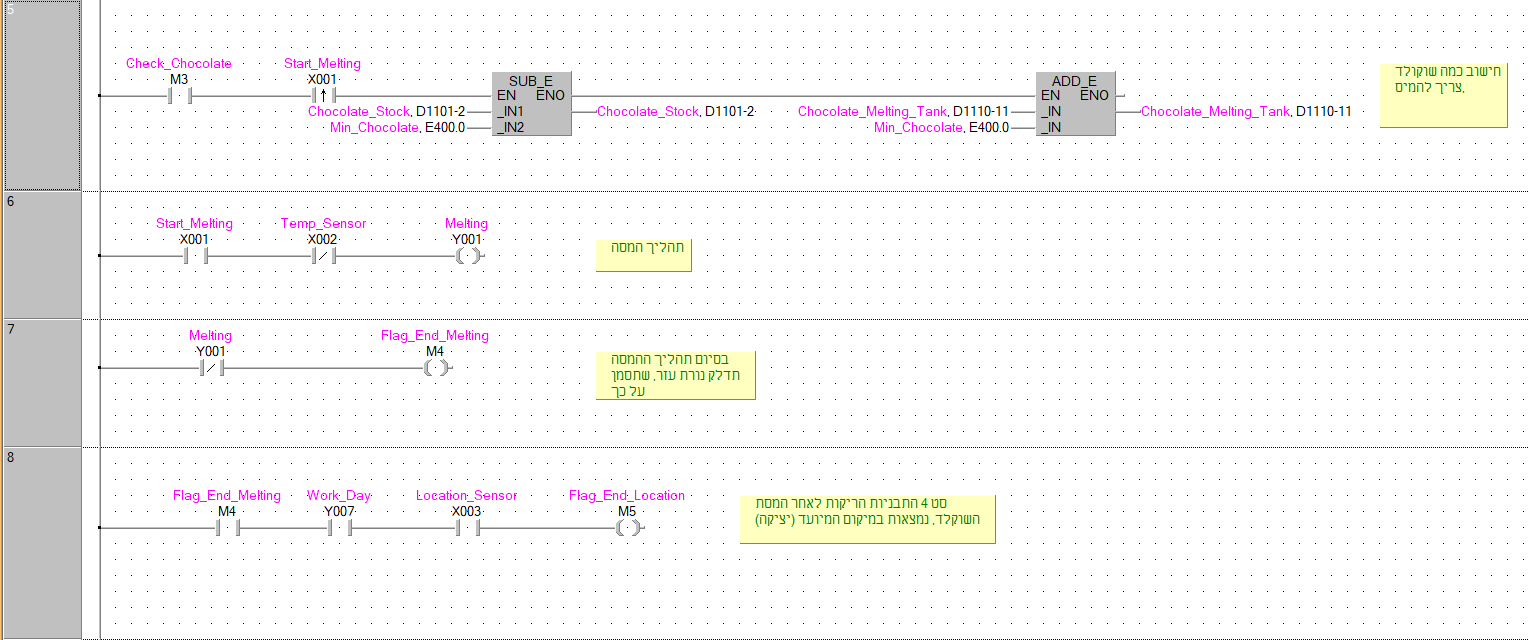 5
Check_Chocolate Start_Melting
M3 X001
SUB_E ADD_E
EN ENO EN ENO
Chocolate_Stock, D1101-2 _IN1 Chocolate_Stock, D1101-2 Chocolate_Melting_Tank, D1110-11 _IN Chocolate_Melting_Tank, D1110-11
Min_Chocolate, E400.0 _IN2 Min_Chocolate, E400.0 _IN
חישוב כמה שוקולד
צריך להמיס.
6
Start_Melting Temp_Sensor Melting
X001 X002 Y001
תהליך המסה
7
Melting Flag_End_Melting
Y001 M4
בסיום תהליך ההמסה
תדלק נורת עזר, שתסמן
על כך
8
Flag_End_Melting Work_Day Location_Sensor Flag_End_Location
M4 Y007 X003 M5
סט 4 התבניות הריקות לאחר המסת
השוקלד, נמצאות במיקום המיועד (יציקה)